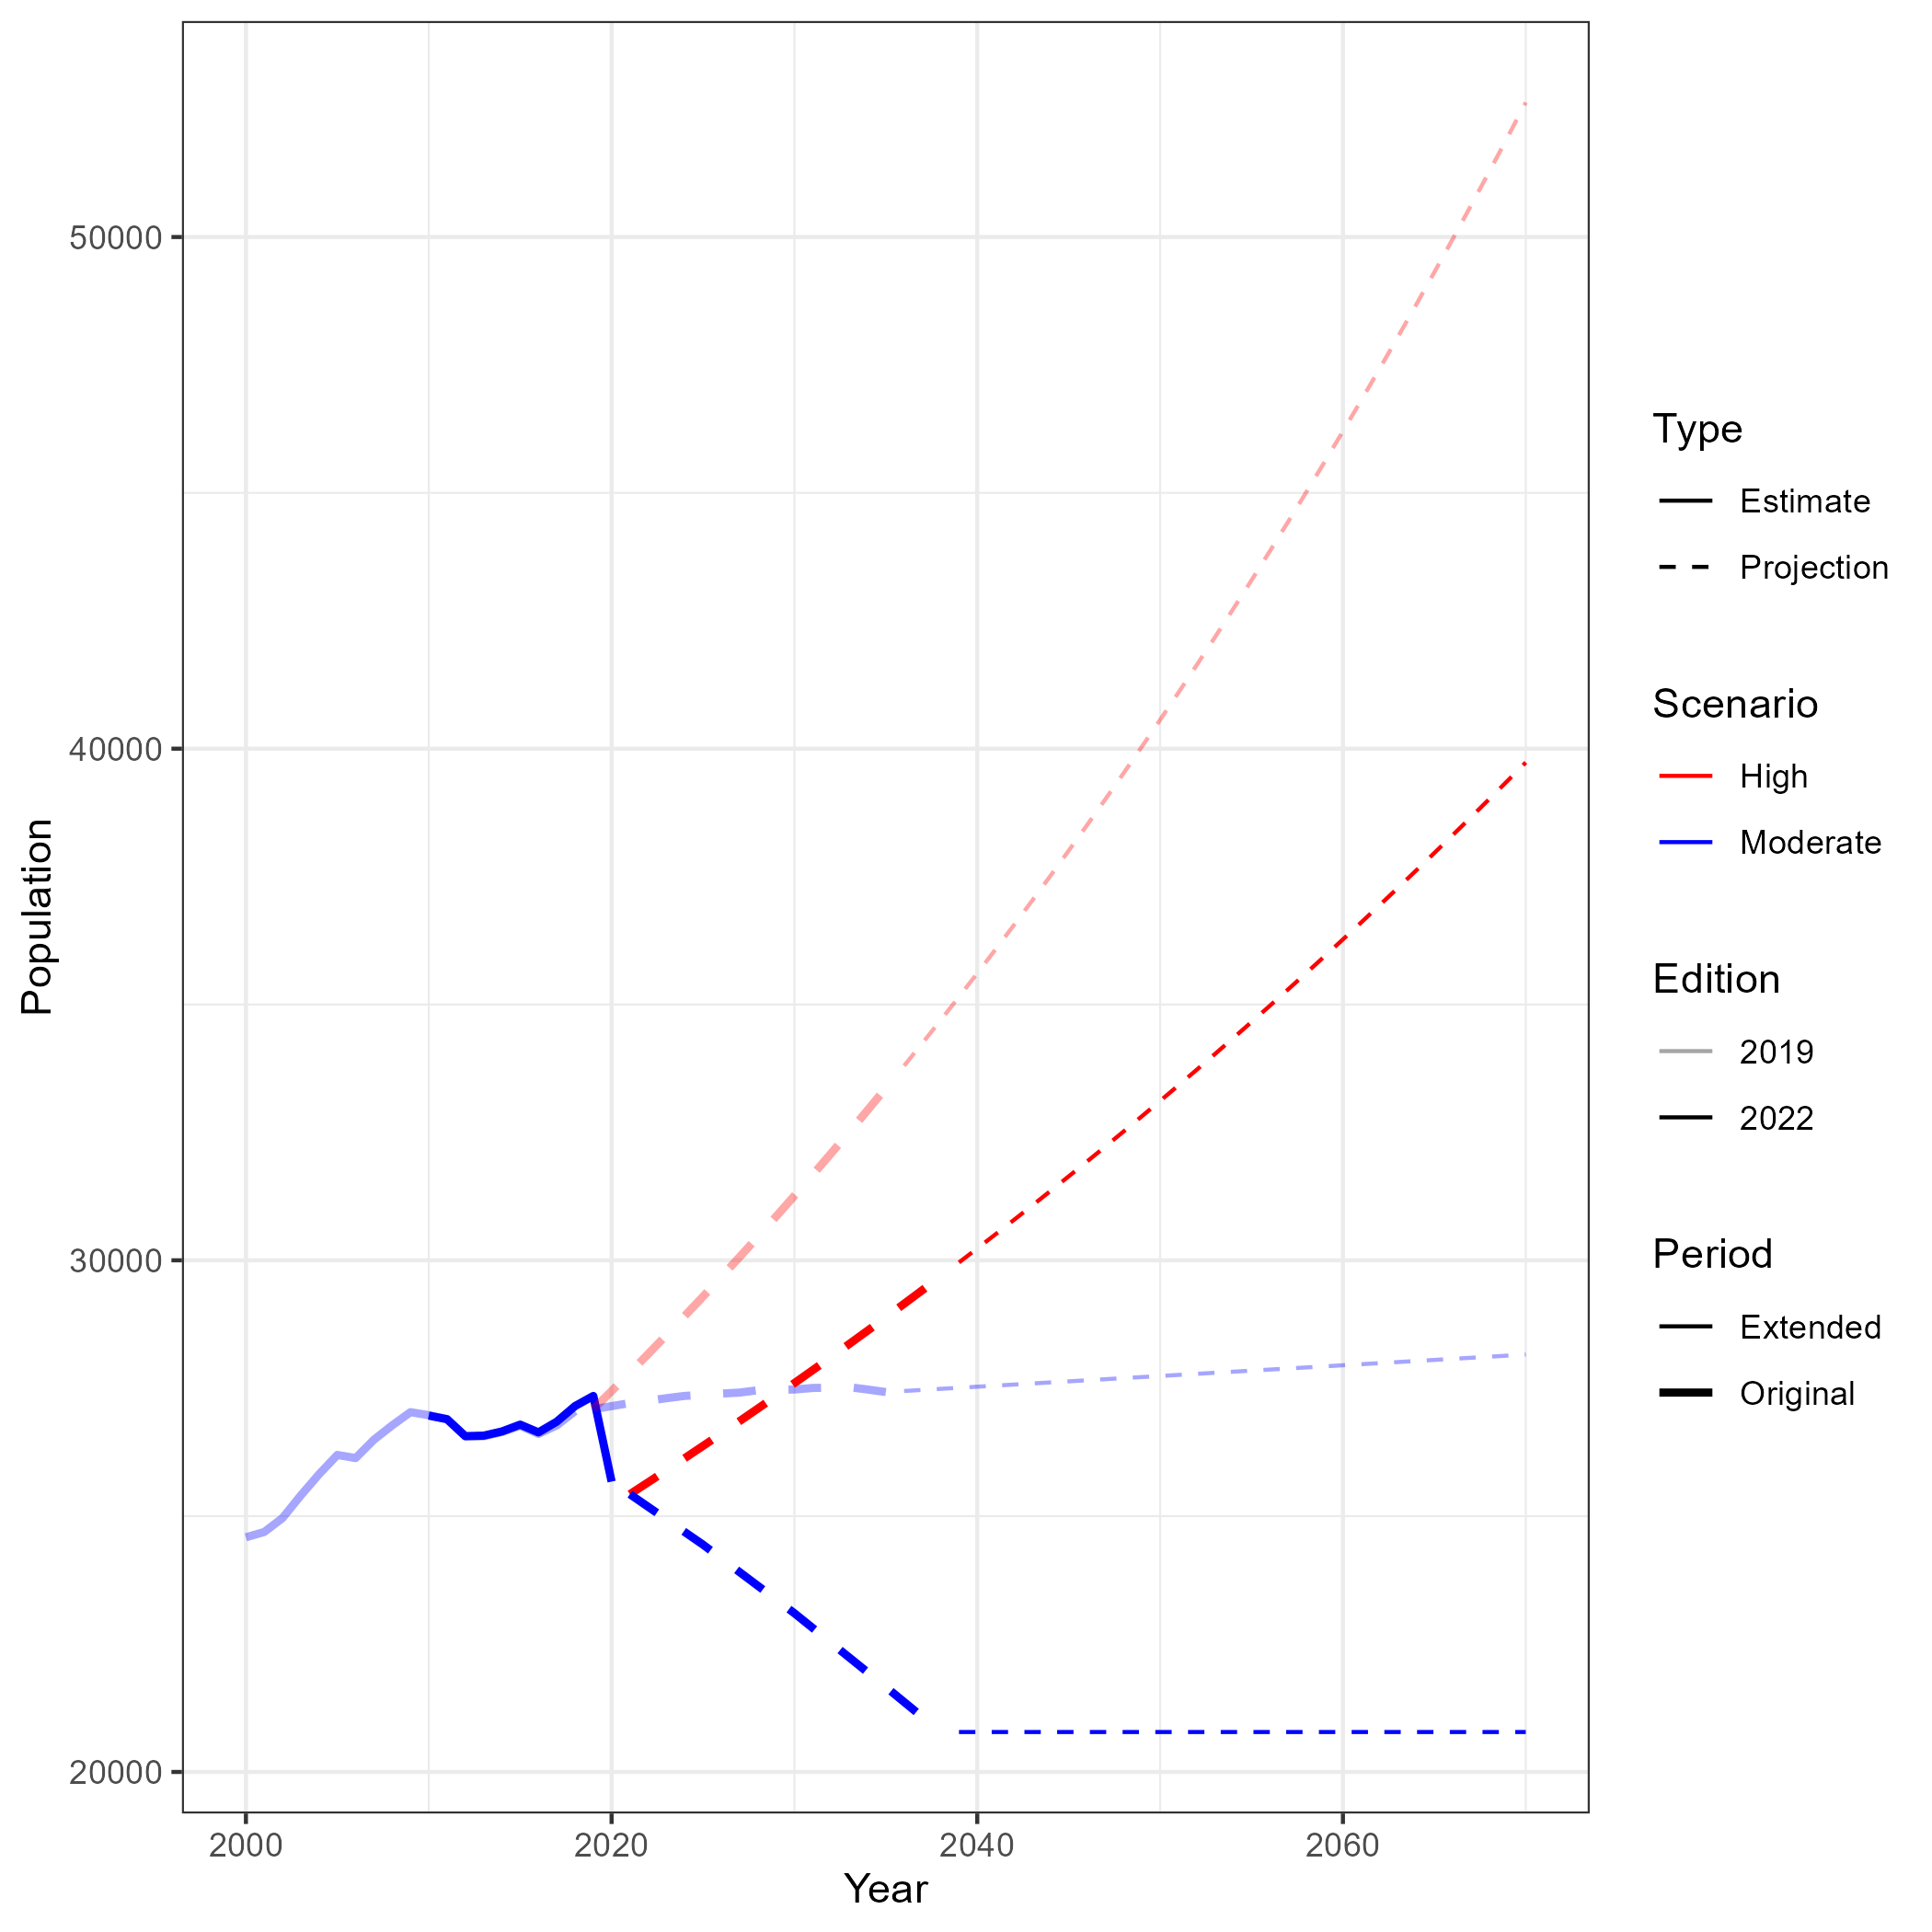 50000
40000
30000
20000
Population
2000
2020
2040
2060
Year
Type
Estimate
Projection
Scenario
High
Moderate
Edition
2019
2022
Period
Extended
Original